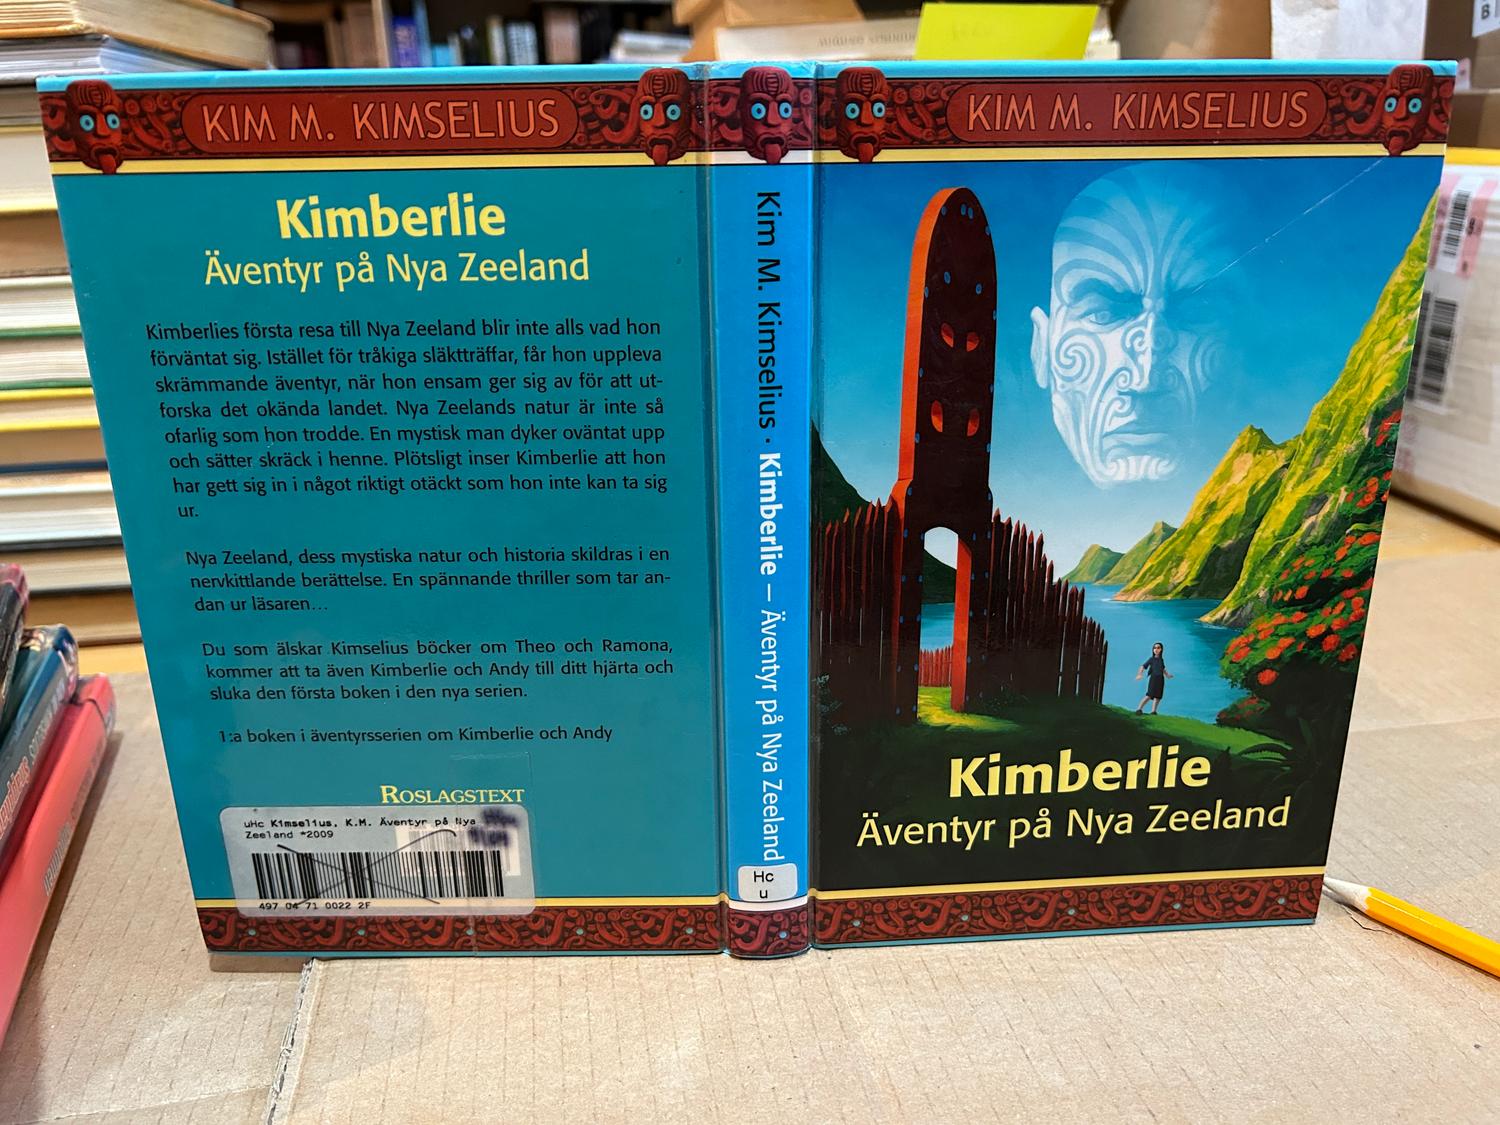 KIM M. KIMSELIUS
Kimberlie
Äventyr på Nya Zeeland
Kimberlies första resa till Nya Zeeland blir inte alls vad hon
förväntat sig. Istället för tråkiga släktträffar, får hon uppleva
skrämmande äventyr, när hon ensam ger sig av för att ut-
forska det okända landet. Nya Zeelands natur är inte så
ofarlig som hon trodde. En mystisk man dyker oväntat upp
och sätter skräck i henne. Plötsligt inser Kimberlie att hon
har gett sig in i något riktigt otäckt som hon inte kan ta sig
ur.
Nya Zeeland, dess mystiska natur och historia skildras i en
nervkittlande berättelse. En spännande thriller som tar an-
dan ur läsaren...
Du som älskar Kimselius böcker om Theo och Ramona,
kommer att ta även Kimberlie och Andy till ditt hjärta och
sluka den första boken i den nya serien.
1:a boken i äventyrsserien om Kimberlie och Andy
ROSLAGSTEXT
uHc Kimselius, K.M. Äventyr på Nya
Zeeland *2009
497 04 71 0022 2F
Kim M. Kimselius · Kimberlie – Äventyr på Nya Zeeland
Hc
u
KIM M. KIMSELIUS
Kimberlie
Äventyr på Nya Zeeland
B